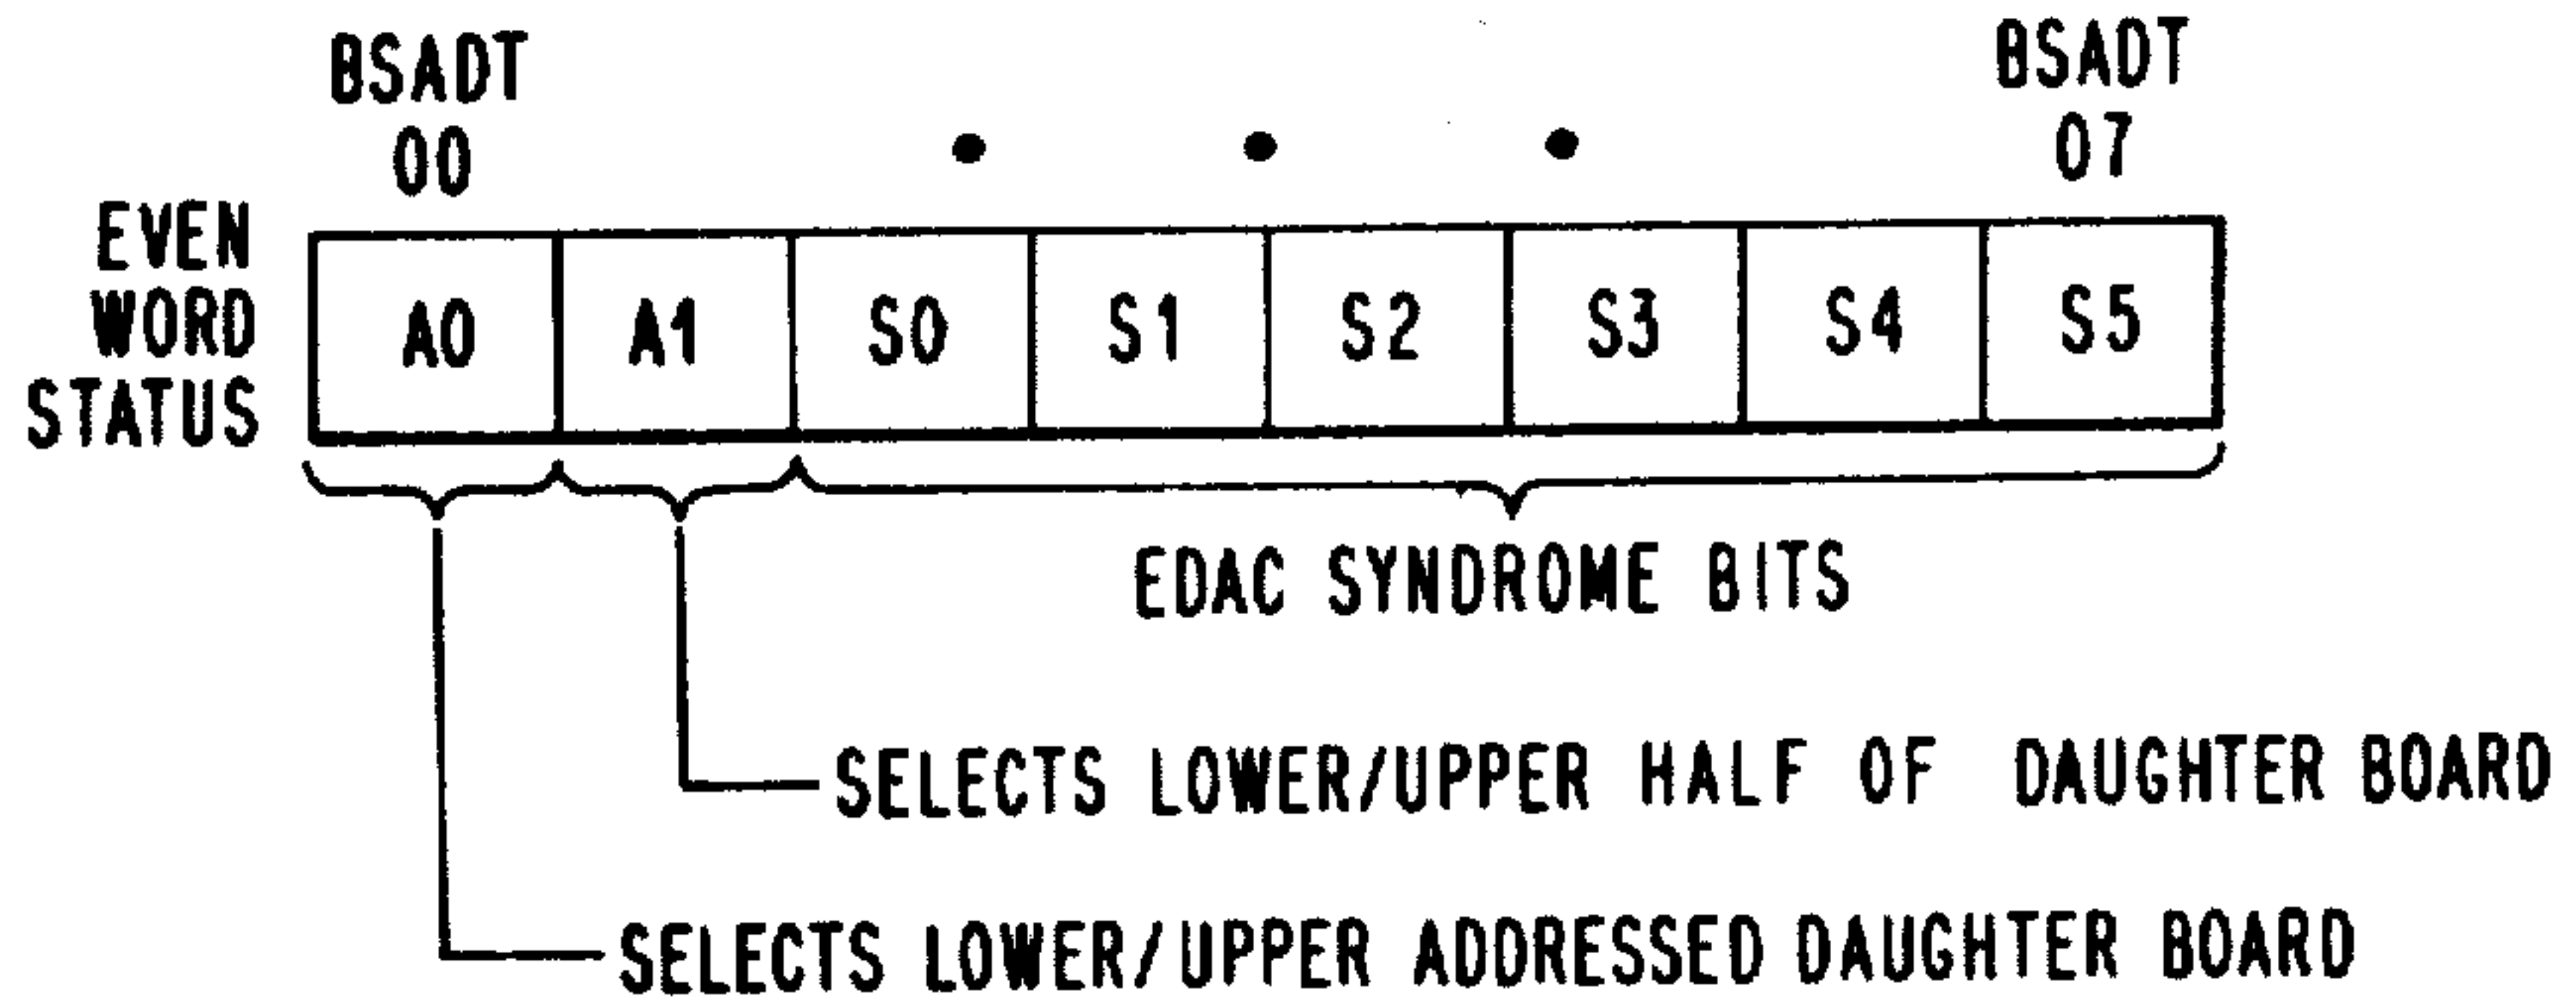 BSADT BSADT
00 07
EVEN
WORD
STATUS
A0 A1 S0 S1 S2 S3 S4 S5
EDAC SYNDROME BITS
SELECTS LOWER/UPPER HALF OF DAUGHTER BOARD
SELECTS LOWER/UPPER ADDRESSED DAUGHTER BOARD